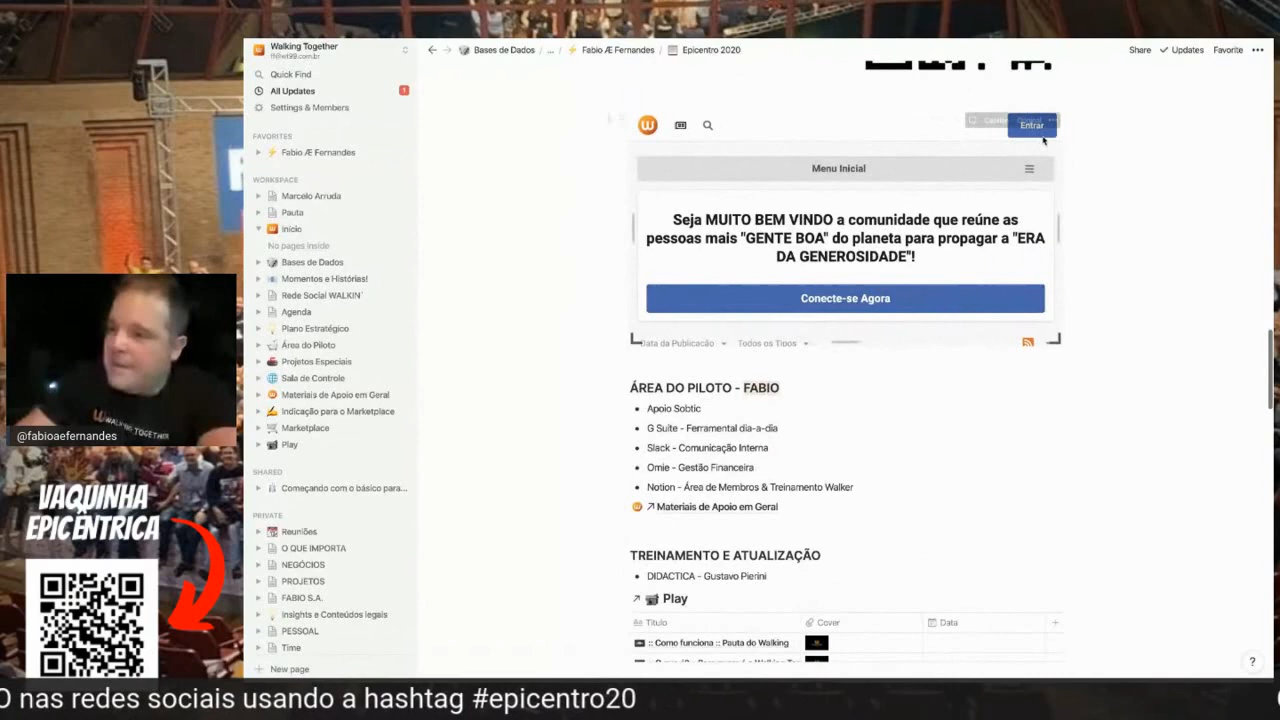 Walking Together
Quick Find
All Updates
1
Settings & Members
FAVORITES
Fabio Æ Fernandes
WORKSPACE
Marcelo Arruda
Pauta
Início
No pages inside
Bases de Dados
Momentos e Histórias!
Rede Social WALKIN'
Agenda
Plano Estratégico
Área do Piloto
Projetos Especiais
Sala de Controle
Materiais de Apoio em Geral
Indicação para o Marketplace
Marketplace
Play
SHARED
Começando com o básico para...
PRIVATE
Reuniões
O QUE IMPORTA
NEGÓCIOS
PROJETOS
FABIO S.A.
Insights e Conteúdos legais
PESSOAL
Time
New page
Bases de Dados / ... / Fabio Æ Fernandes / Epicentro 2020
Share Updates Favorite
Entrar
Menu Inicial
Seja MUITO BEM VINDO a comunidade que reúne as
pessoas mais "GENTE BOA" do planeta para propagar a "ERA
DA GENEROSIDADE"!
Conecte-se Agora
Data da Publicação Todos os Tipos
ÁREA DO PILOTO - FABIO
Apoio Sobtic
G Suite - Ferramental dia-a-dia
Slack - Comunicação Interna
Omie - Gestão Financeira
Notion - Área de Membros & Treinamento Walker
Materiais de Apoio em Geral
TREINAMENTO E ATUALIZAÇÃO
DIDACTICA - Gustavo Pierini
Play
Título Cover Data
:: Como funciona :: Pauta do Walking
?
WALKING TOGETHER
@fabioaefernandes
VAQUINHA
EPICÊNTRICA
O nas redes sociais usando a hashtag #epicentro20